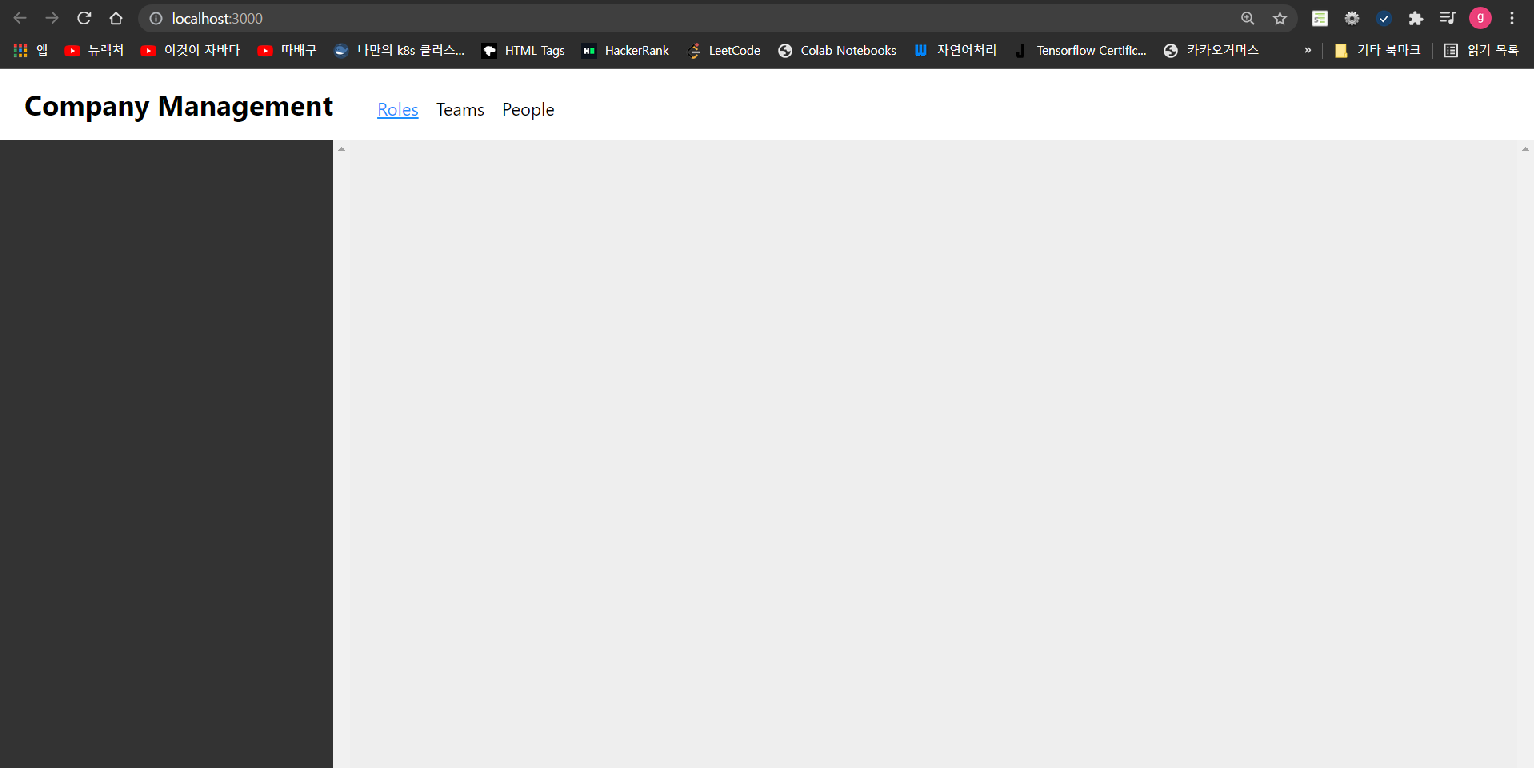 localhost:3000
g
앱 뉴렉처 이것이 자바다 따배구 나만의 k8s 클러스... HTML Tags HackerRank LeetCode Colab Notebooks 자연어처리 Tensorflow Certific... 카카오거머스 » 기타 북마크 읽기 목록
Company Management Roles Teams People